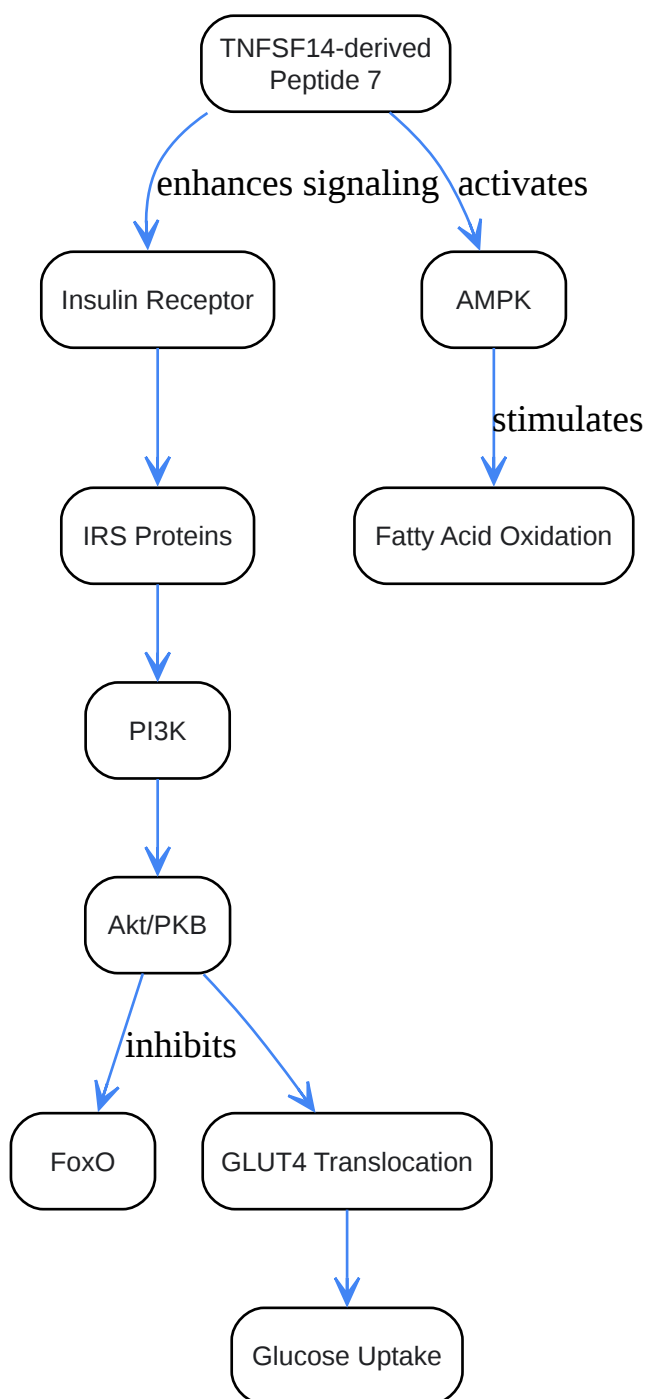 TNFSF14-derived
Peptide 7
enhances signaling
activates
Insulin Receptor
AMPK
stimulates
IRS Proteins
Fatty Acid Oxidation
PI3K
Akt/PKB
inhibits
FoxO
GLUT4 Translocation
Glucose Uptake